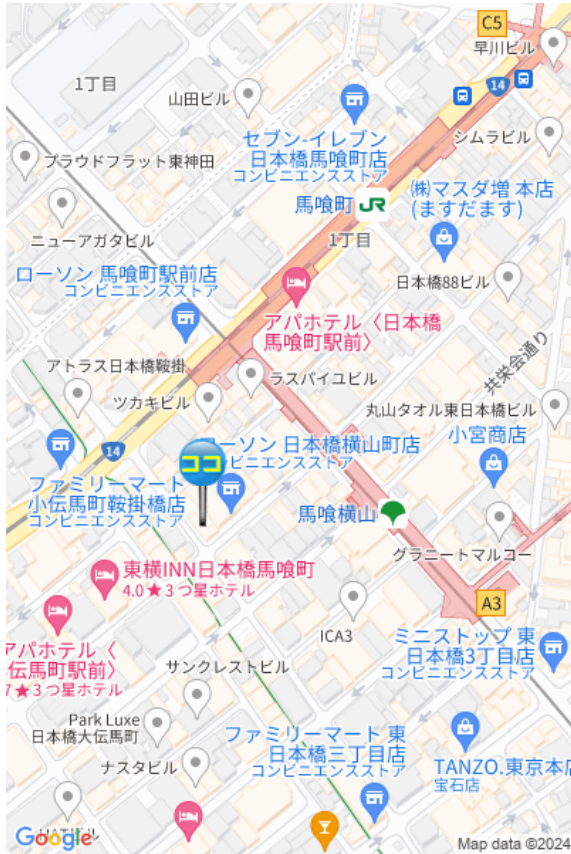 C5
早川ビル
1丁目
14
山田ビル
セブン-イレブン
日本橋馬喰町店
コンビニエンスストア
シムラビル
プラウドフラット東神田
馬喰町
JR
(株)マスダ増 本店
(ますだます)
1丁目
ニューアガタビル
ローソン 馬喰町駅前店
コンビニエンスストア
日本橋88ビル
アパホテル〈日本橋
馬喰町駅前〉
アトラス日本橋鞍掛
ラスパイユビル
共栄会通り
ツカキビル
丸山タオル東日本橋ビル
小宮商店
14
ココ
ローソン 日本橋横山町店
コンビニエンスストア
ファミリーマート
小伝馬町鞍掛橋店
コンビニエンスストア
馬喰横山
グラニートマルコー
東横INN日本橋馬喰町
4.0★3つ星ホテル
A3
アパホテル〈
伝馬町駅前〉
7★3つ星ホテル
ICA3
ミニストップ 東
日本橋3丁目店
コンビニエンスストア
サンクレストビル
Park Luxe
日本橋大伝馬町
ファミリーマート 東
日本橋三丁目店
コンビニエンスストア
ナスタビル
TANZO.東京本店
宝石店
Google
Map data ©2024